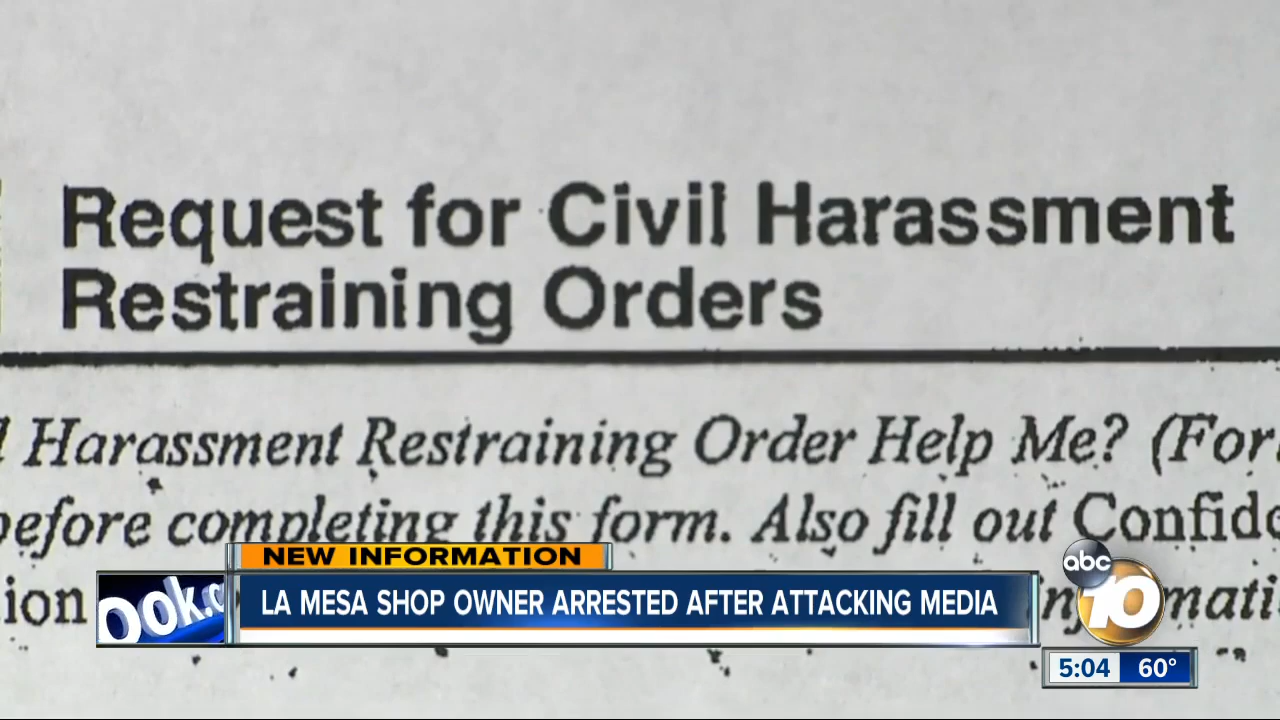 Request for Civil Harassment
Restraining Orders
Harassment Restraining Order Help Me? (For
before completing this form. Also fill out
NEW INFORMATION
LA MESA SHOP OWNER ARRESTED AFTER ATTACKING MEDIA
abc
10
5:04 60°